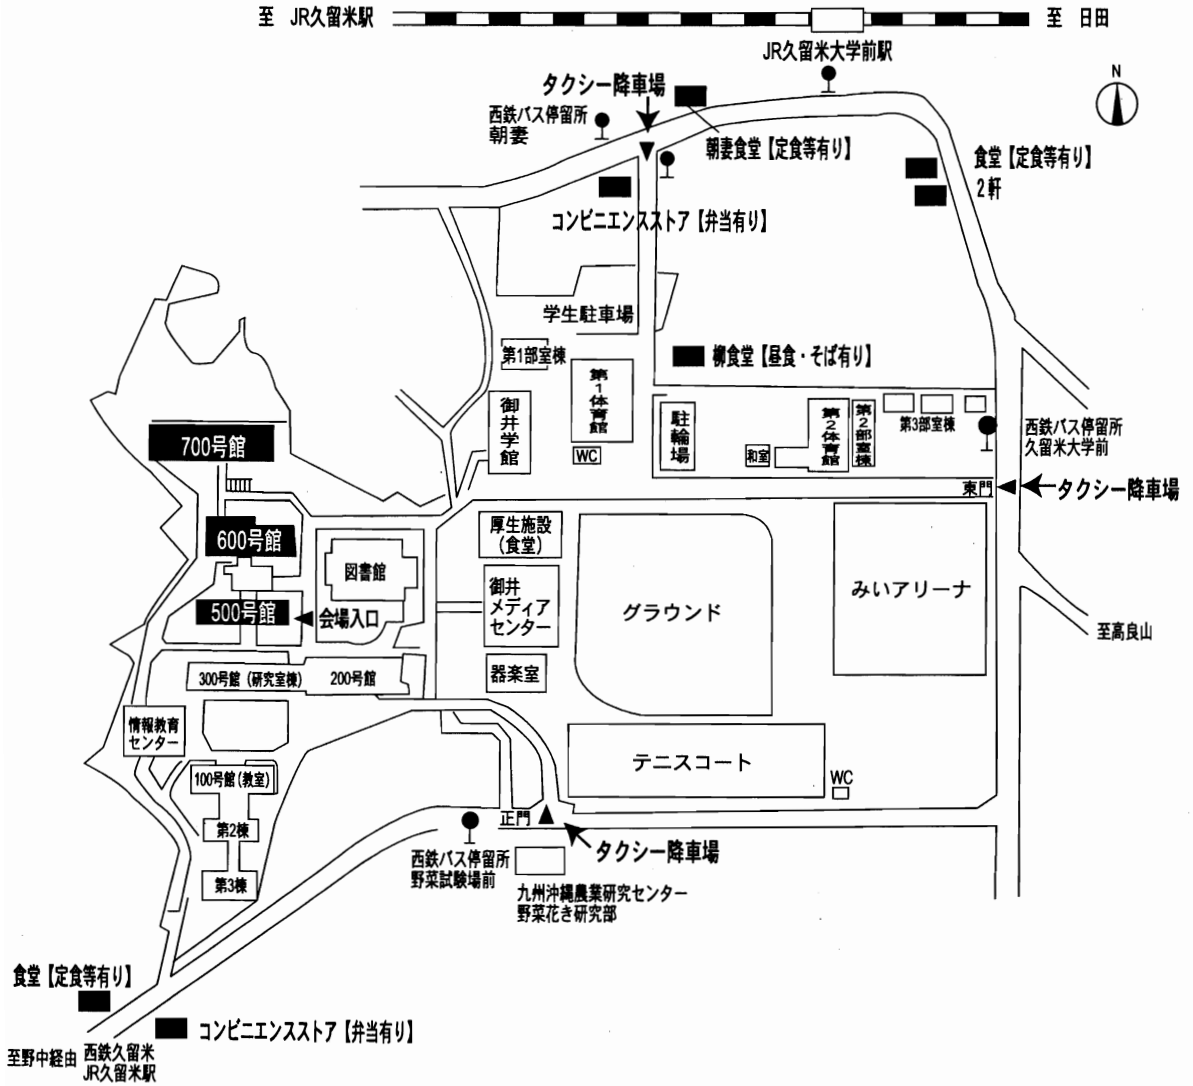 至 JR久留米駅
至 日田
JR久留米大学前駅
N
タクシー降車場
西鉄バス停留所
朝妻
朝妻食堂【定食等有り】
食堂【定食等有り】
2軒
コンビニエンスストア【弁当有り】
学生駐車場
第1部室棟
柳食堂【昼食・そば有り】
第1体育館
御井学館
駐輪場
第2体育館
第2部室棟
第3部室棟
西鉄バス停留所
久留米大学前
700号館
WC
和室
東門
タクシー降車場
600号館
厚生施設
(食堂)
図書館
御井
メディア
センター
グラウンド
みいアリーナ
500号館
会場入口
至高良山
300号館(研究室棟)
200号館
器楽室
情報教育
センター
テニスコート
WC
100号館(教室)
正門
第2棟
タクシー降車場
西鉄バス停留所
野菜試験場前
第3棟
九州沖縄農業研究センター
野菜花き研究部
食堂【定食等有り】
コンビニエンスストア【弁当有り】
至野中経由
西鉄久留米
JR久留米駅